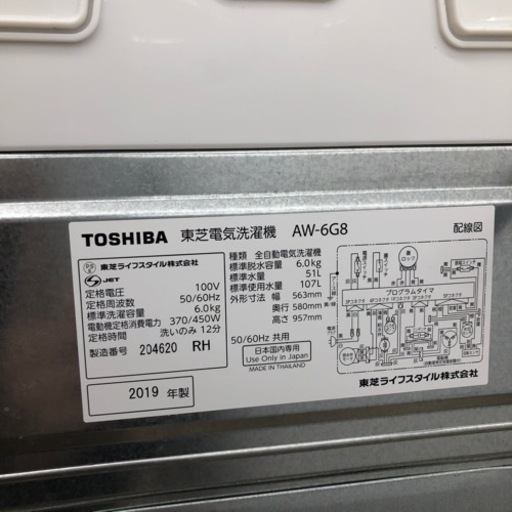 TOSHIBA 東芝電気洗濯機 AW-6G8
東芝ライフスタイル株式会社
JET
定格電圧 100V
定格周波数 50/60Hz
標準洗濯容量 6.0kg
電動機定格消費電力 370/450W
定格時間 洗いのみ 12分
製造番号 204620 RH
2019 年製
種類 全自動電気洗濯機
標準脱水容量 6.0kg
標準水量 51L
標準使用水量 107L
外形寸法 幅 563mm
奥行 580mm
高さ 957mm
50/60Hz 共用
日本国内専用
Use Only in Japan
MADE IN THAILAND
配線図
プログラムタイマ
東芝ライフスタイル株式会社